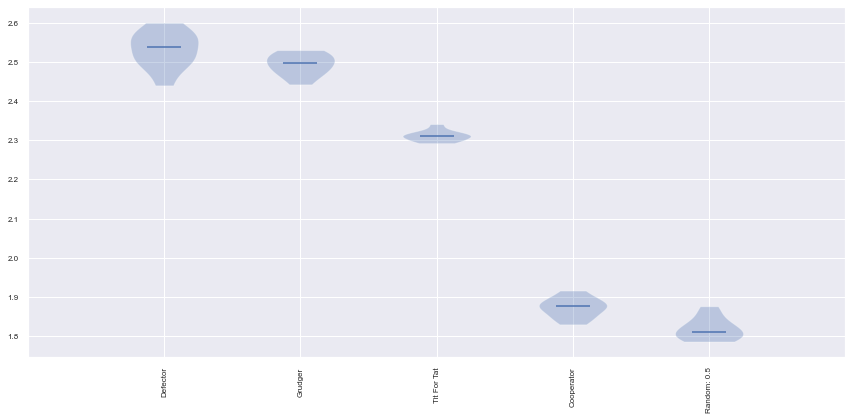 2.6
2.5
2.4
2.3
2.2
2.1
2.0
1.9
1.8
Defector
Grudger
Tit For Tat
Cooperator
Random: 0.5